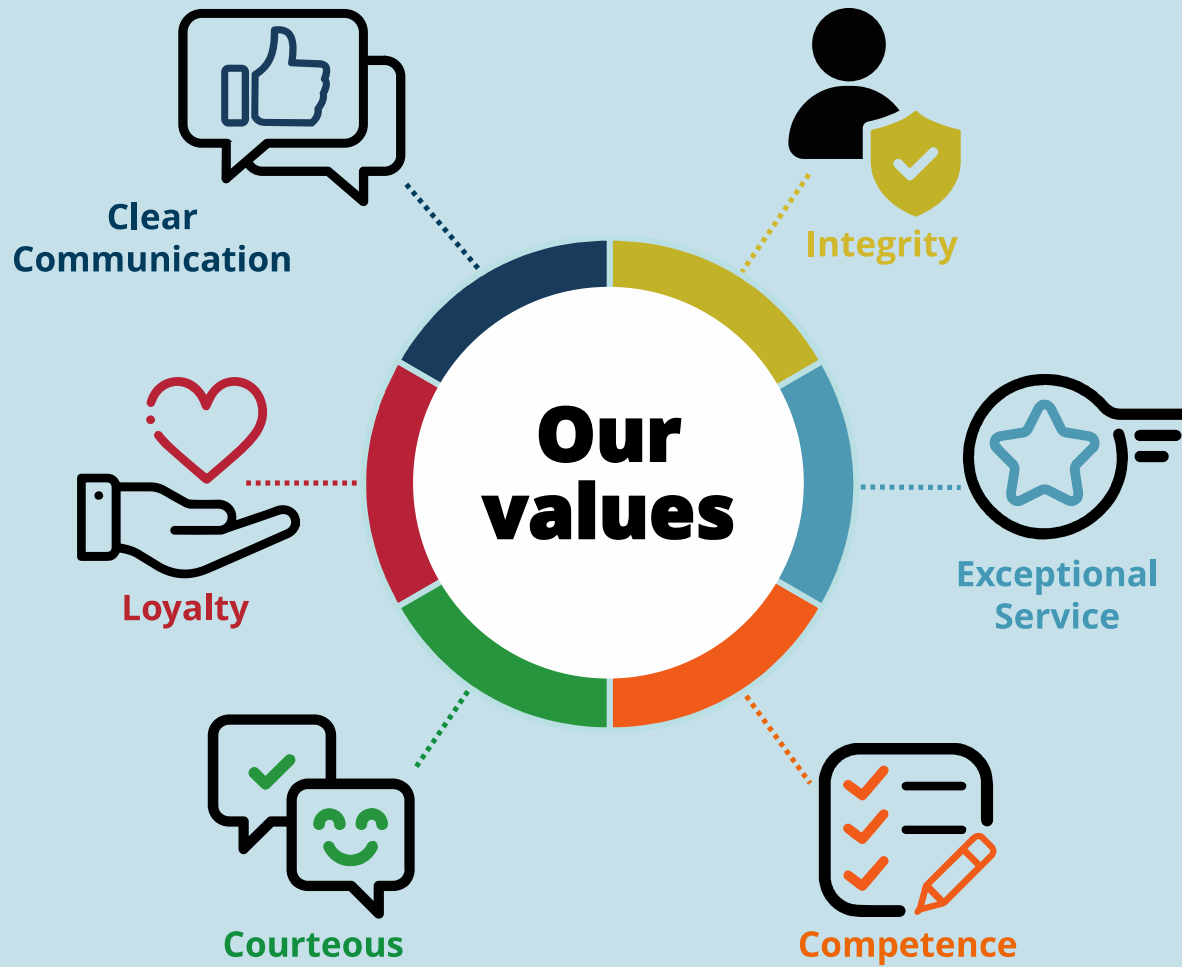 Clear
Communication
Integrity
Our
values
Loyalty
Exceptional
Service
Courteous
Competence